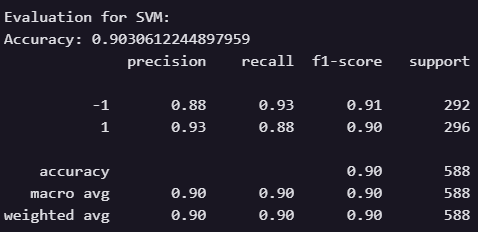 Evaluation for SVM:
Accuracy: 0.9030612244897959
precision recall f1-score support
-1 0.88 0.93 0.91 292
1 0.93 0.88 0.90 296
accuracy 0.90 588
macro avg 0.90 0.90 0.90 588
weighted avg 0.90 0.90 0.90 588